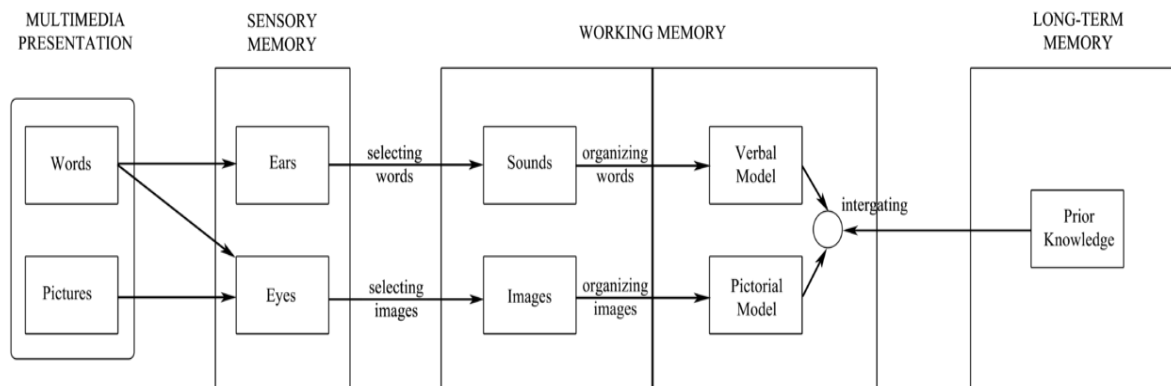 MULTIMEDIA
PRESENTATION
SENSORY
MEMORY
WORKING MEMORY
LONG-TERM
MEMORY
Words
Ears
selecting
words
Sounds
organizing
words
Verbal
Model
intergating
Prior
Knowledge
Pictures
Eyes
selecting
images
Images
organizing
images
Pictorial
Model